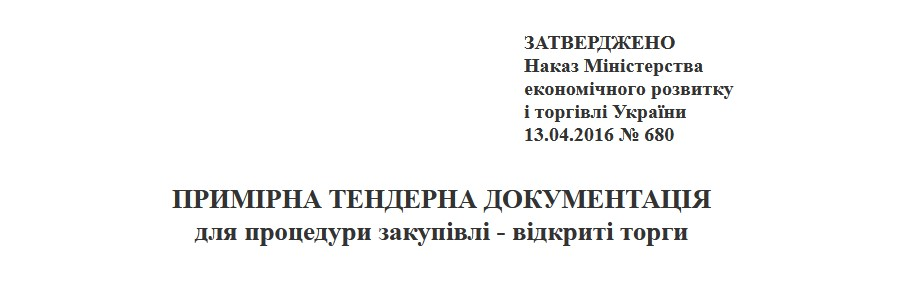 ЗАТВЕРДЖЕНО
Наказ Міністерства
економічного розвитку
і торгівлі України
13.04.2016 № 680
ПРИМІРНА ТЕНДЕРНА ДОКУМЕНТАЦІЯ
для процедури закупівлі - відкриті торги